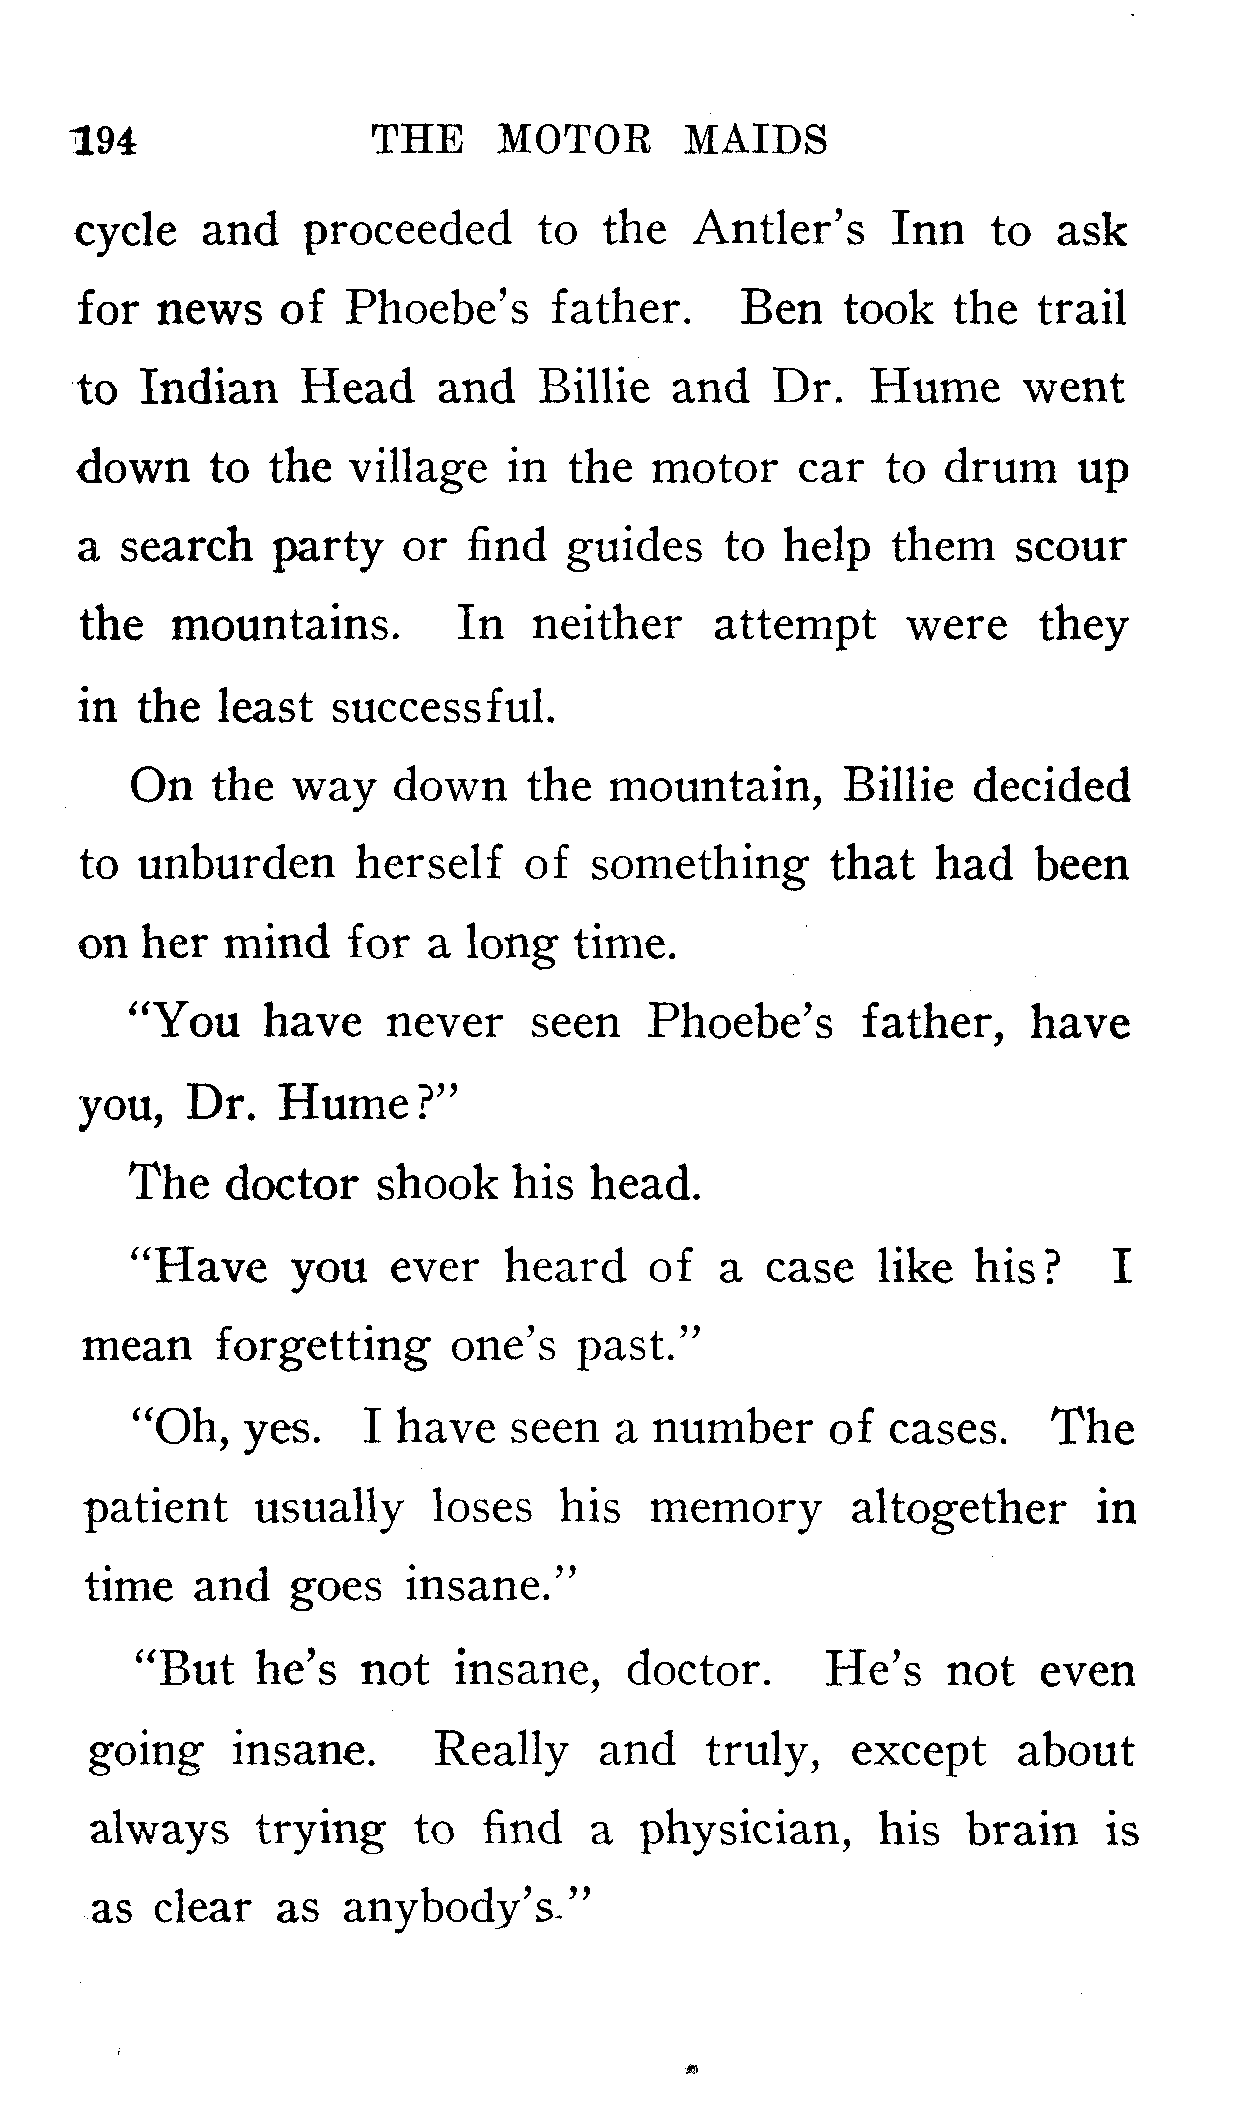 194 THE MOTOR MAIDS
cycle and proceeded to the Antler's Inn to ask
for news of Phoebe's father. Ben took the trail
to Indian Head and Billie and Dr. Hume went
down to the village in the motor car to drum up
a search party or find guides to help them scour
the mountains. In neither attempt were they
in the least successful.
On the way down the mountain, Billie decided
to unburden herself of something that had been
on her mind for a long time.
"You have never seen Phoebe's father, have
you, Dr. Hume?"
The doctor shook his head.
"Have you ever heard of a case like his? I
mean forgetting one's past."
"Oh, yes. I have seen a number of cases. The
patient usually loses his memory altogether in
time and goes insane."
"But he's not insane, doctor. He's not even
going insane. Really and truly, except about
always trying to find a physician, his brain is
as clear as anybody's."